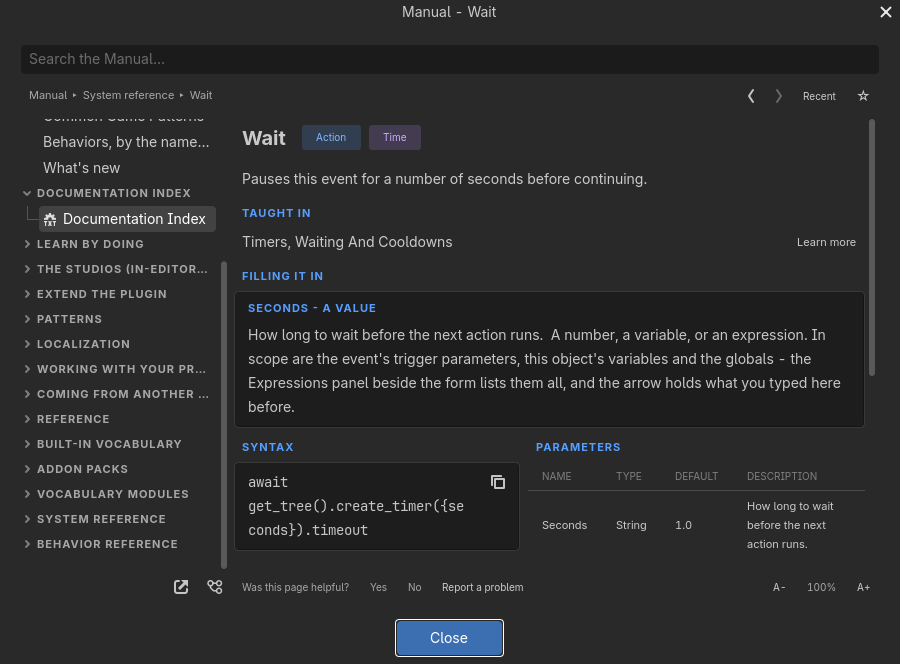 Manual - Wait
Search the Manual...
Manual ▸ System reference ▸ Wait
Recent
Common Game Patterns
Behaviors, by the name...
What's new
DOCUMENTATION INDEX
Documentation Index
LEARN BY DOING
THE STUDIOS (IN-EDITOR...
EXTEND THE PLUGIN
PATTERNS
LOCALIZATION
WORKING WITH YOUR PR...
COMING FROM ANOTHER ...
REFERENCE
BUILT-IN VOCABULARY
ADDON PACKS
VOCABULARY MODULES
SYSTEM REFERENCE
BEHAVIOR REFERENCE
Wait Action Time
Pauses this event for a number of seconds before continuing.
TAUGHT IN
Timers, Waiting And Cooldowns Learn more
FILLING IT IN
SECONDS - A VALUE
How long to wait before the next action runs.  A number, a variable, or an expression. In
scope are the event's trigger parameters, this object's variables and the globals - the
Expressions panel beside the form lists them all, and the arrow holds what you typed here
before.
SYNTAX
await
get_tree().create_timer({se
conds}).timeout
PARAMETERS
NAME TYPE DEFAULT DESCRIPTION
Seconds String 1.0 How long to wait
before the next
action runs.
Was this page helpful? Yes No Report a problem A- 100% A+
Close